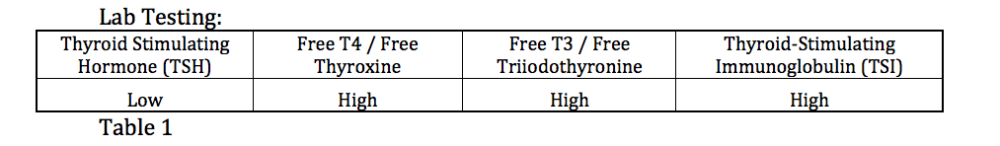 Lab Testing:
Thyroid Stimulating Hormone (TSH) Free T4 / Free Thyroxine Free T3 / Free Triiodothyronine Thyroid-Stimulating Immunoglobulin (TSI)
Low High High High
Table 1